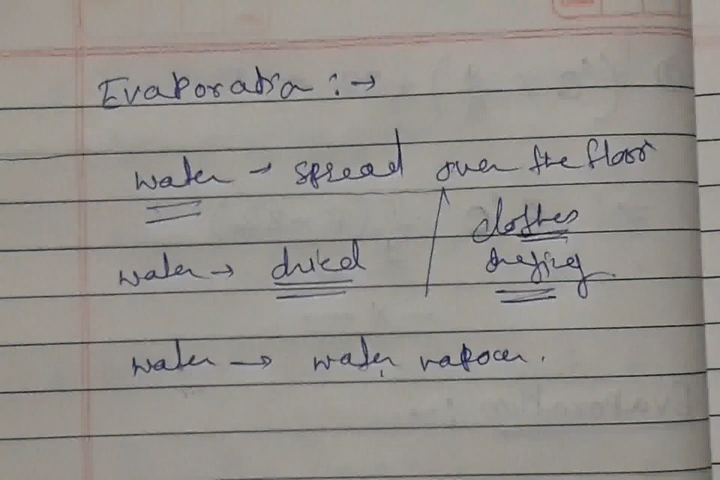 Evaporation :→
water → spread over the floor
clothes
water → dried
drying.
water → water vapour.